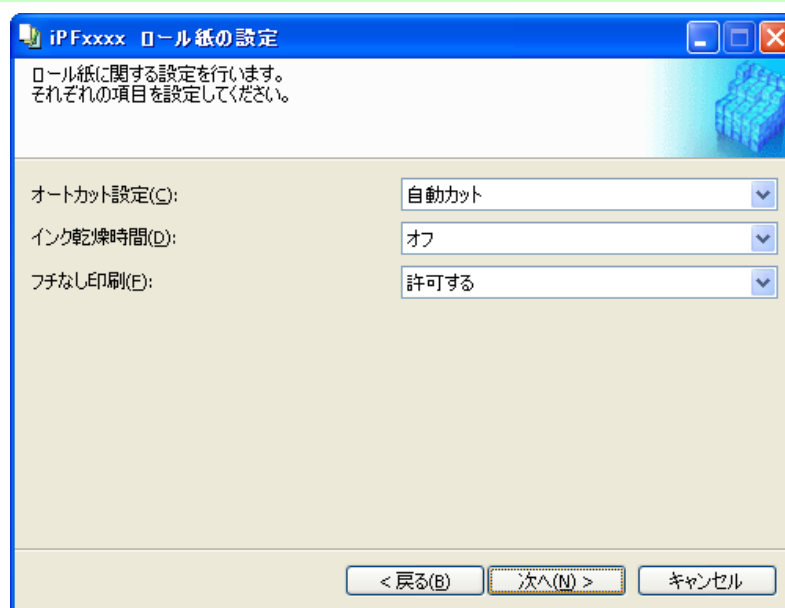 iPFxxxx ロール紙の設定
ロール紙に関する設定を行います。
それぞれの項目を設定してください。
オートカット設定(C): 自動カット
インク乾燥時間(D): オフ
フチなし印刷(F): 許可する
< 戻る(B) 次へ(N) > キャンセル